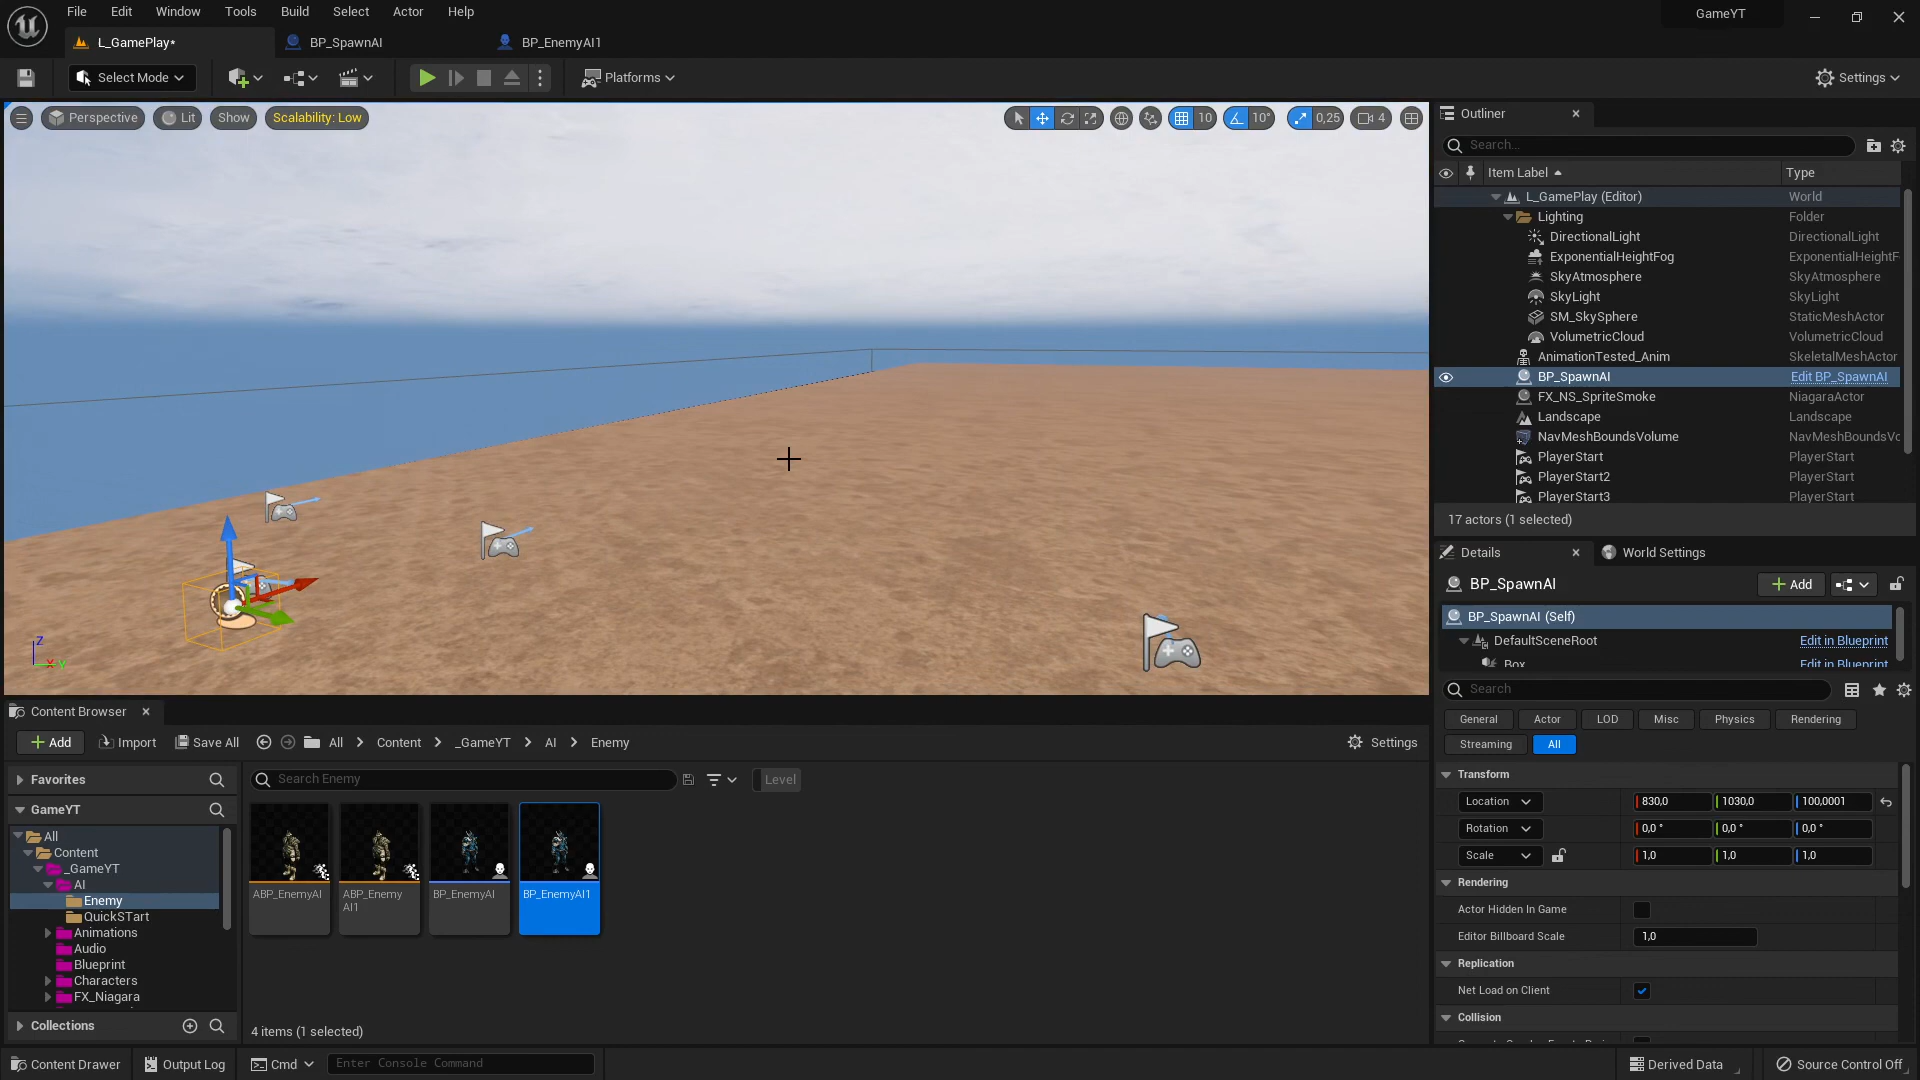 File Edit Window Tools Build Select Actor Help
GameYT
L_GamePlay* BP_SpawnAI BP_EnemyAI1
Select Mode Platforms Settings
Perspective Lit Show Scalability: Low 10 10° 0,25 4
Outliner
Search...
Item Label Type
L_GamePlay (Editor) World
Lighting Folder
DirectionalLight DirectionalLight
ExponentialHeightFog ExponentialHeightF
SkyAtmosphere SkyAtmosphere
SkyLight SkyLight
SM_SkySphere StaticMeshActor
VolumetricCloud VolumetricCloud
AnimationTested_Anim SkeletalMeshActor
BP_SpawnAI Edit BP_SpawnAI
FX_NS_SpriteSmoke NiagaraActor
Landscape Landscape
NavMeshBoundsVolume NavMeshBoundsVc
PlayerStart PlayerStart
PlayerStart2 PlayerStart
PlayerStart3 PlayerStart
17 actors (1 selected)
Z
X Y
Details World Settings
BP_SpawnAI Add
BP_SpawnAI (Self)
DefaultSceneRoot Edit in Blueprint
Box Edit in Blueprint
Search
General Actor LOD Misc Physics Rendering
Streaming All
Transform
Location 830,0 1030,0 100,0001
Rotation 0,0 ° 0,0 ° 0,0 °
Scale 1,0 1,0 1,0
Rendering
Actor Hidden In Game
Editor Billboard Scale 1,0
Replication
Net Load on Client
Collision
Content Browser
Add Import Save All All Content _GameYT AI Enemy Settings
Favorites
Search Enemy Level
GameYT
All
Content
_GameYT
AI
Enemy
QuickSTart
Animations
Audio
Blueprint
Characters
FX_Niagara
Collections
ABP_EnemyAI ABP_Enemy BP_EnemyAI BP_EnemyAI1
AI1
4 items (1 selected)
Content Drawer Output Log Cmd Enter Console Command Derived Data Source Control Off